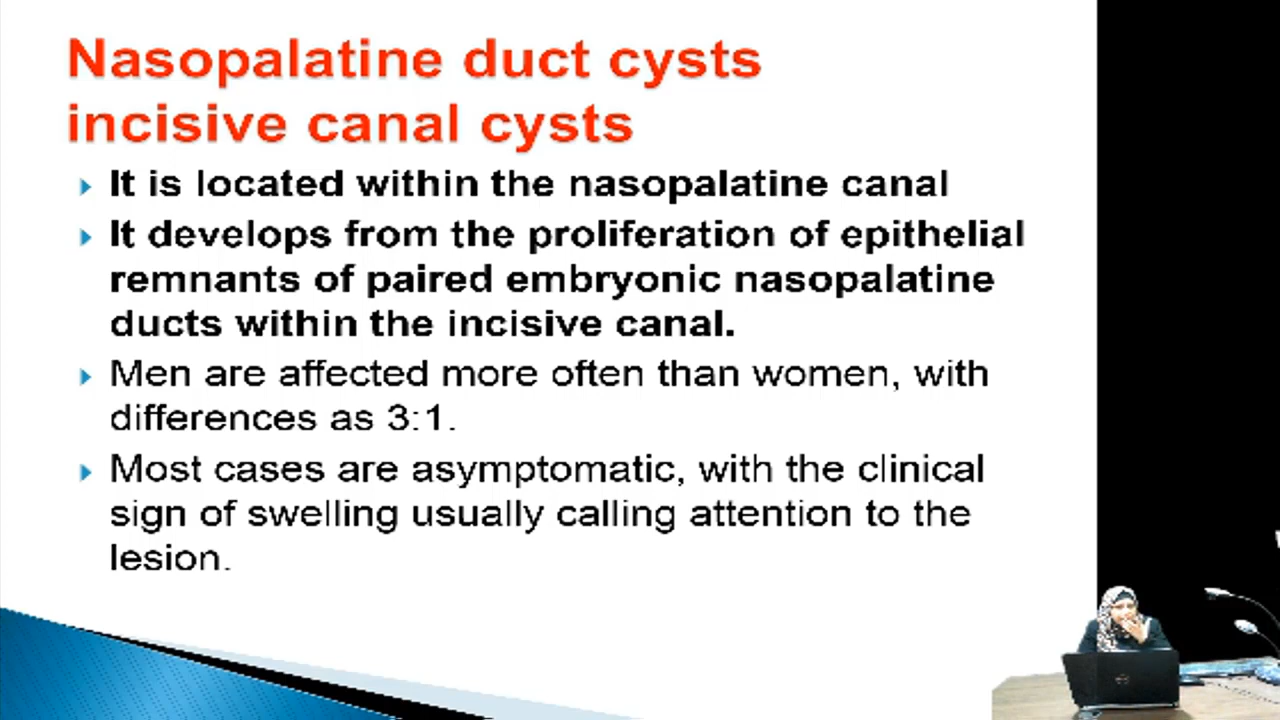 Nasopalatine duct cysts
incisive canal cysts
It is located within the nasopalatine canal
It develops from the proliferation of epithelial
remnants of paired embryonic nasopalatine
ducts within the incisive canal.
Men are affected more often than women, with
differences as 3:1.
Most cases are asymptomatic, with the clinical
sign of swelling usually calling attention to the
lesion.